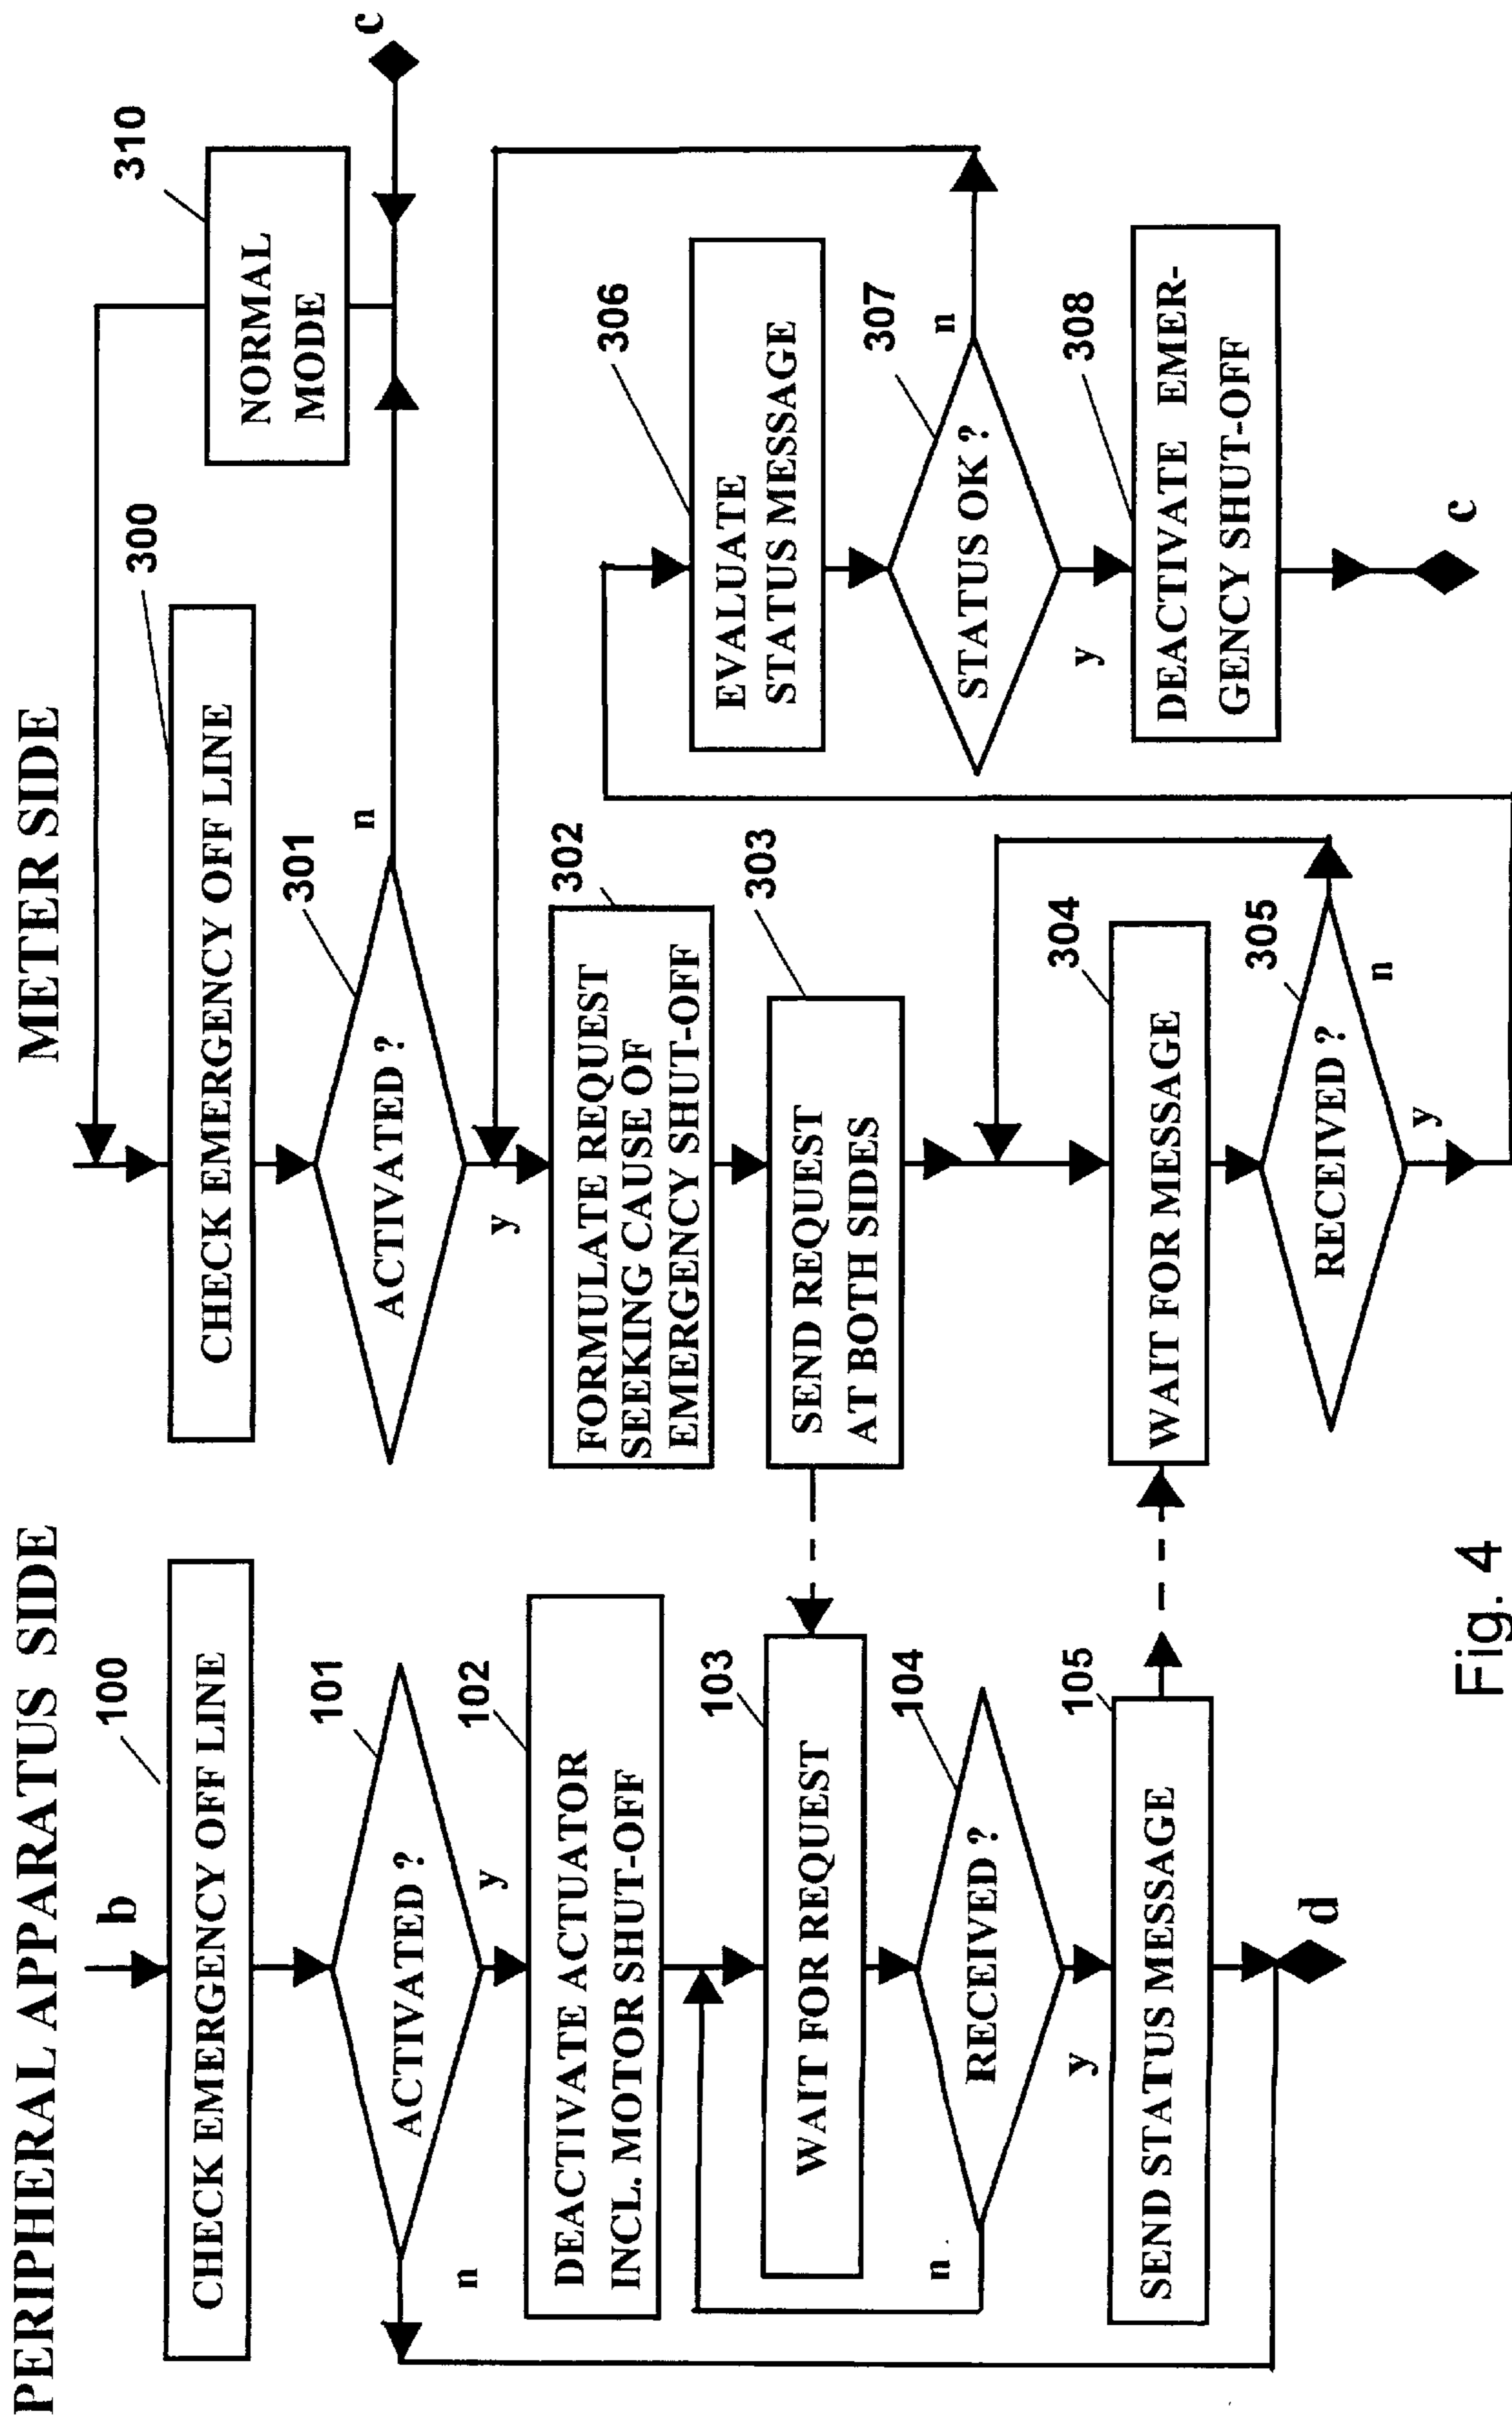 PERIPHERAL APPARATUS SIDE
b
100
CHECK EMERGENCY OFF LINE
101
ACTIVATED ?
n
y
102
DEACTIVATE ACTUATOR
INCL. MOTOR SHUT-OFF
103
WAIT FOR REQUEST
104
RECEIVED ?
n
y
105
SEND STATUS MESSAGE
d
METER SIDE
300
CHECK EMERGENCY OFF LINE
301
ACTIVATED ?
n
y
310
NORMAL
MODE
c
302
FORMULATE REQUEST
SEEKING CAUSE OF
EMERGENCY SHUT-OFF
303
SEND REQUEST
AT BOTH SIDES
304
WAIT FOR MESSAGE
305
RECEIVED ?
n
y
306
EVALUATE
STATUS MESSAGE
307
STATUS OK ?
n
y
308
DEACTIVATE EMER-
GENCY SHUT-OFF
c
Fig. 4